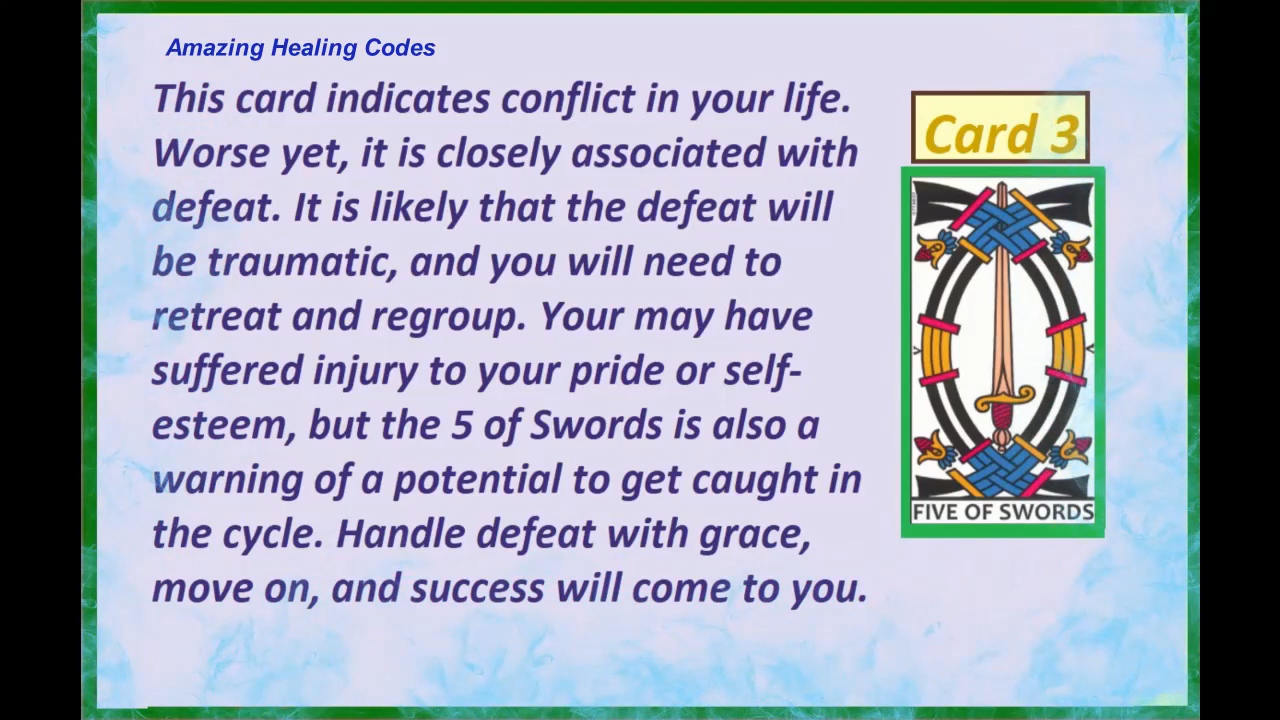 Amazing Healing Codes
This card indicates conflict in your life.
Worse yet, it is closely associated with
defeat. It is likely that the defeat will
be traumatic, and you will need to
retreat and regroup. Your may have
suffered injury to your pride or self-
esteem, but the 5 of Swords is also a
warning of a potential to get caught in
the cycle. Handle defeat with grace,
move on, and success will come to you.
Card 3
V
V
FIVE OF SWORDS